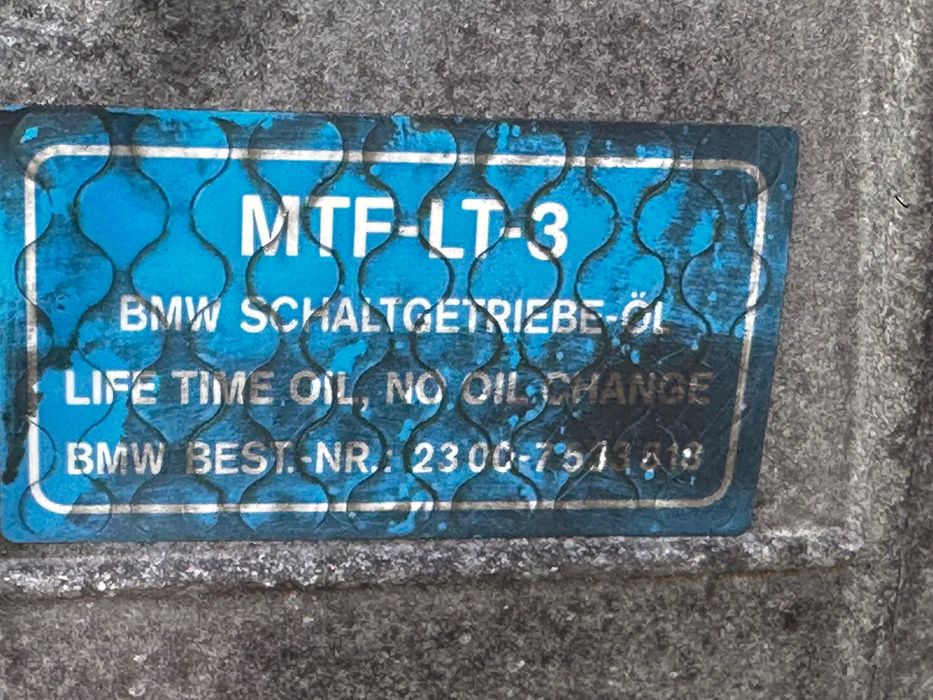 MTF-LT-3
BMW SCHALTGETRIEBE-ÖL
LIFE TIME OIL, NO OIL CHANGE
BMW BEST.-NR.: